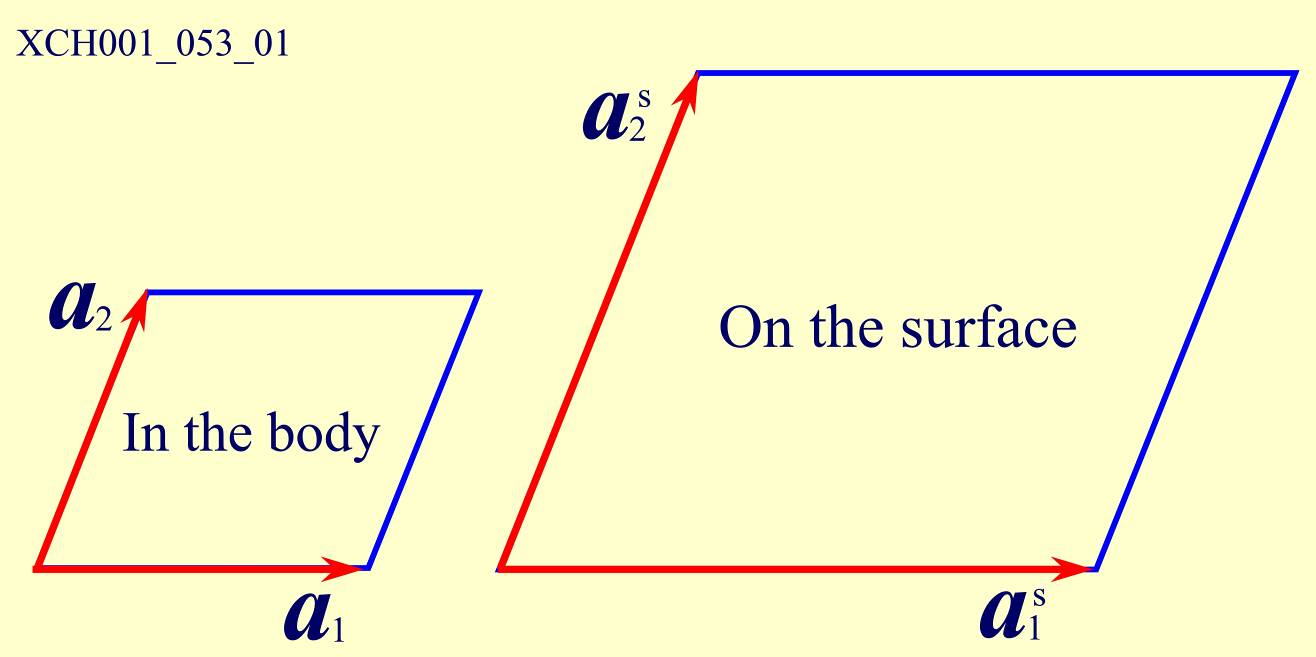 XCH001_053_01
a₂ˢ
a₂
On the surface
In the body
a₁
a₁ˢ